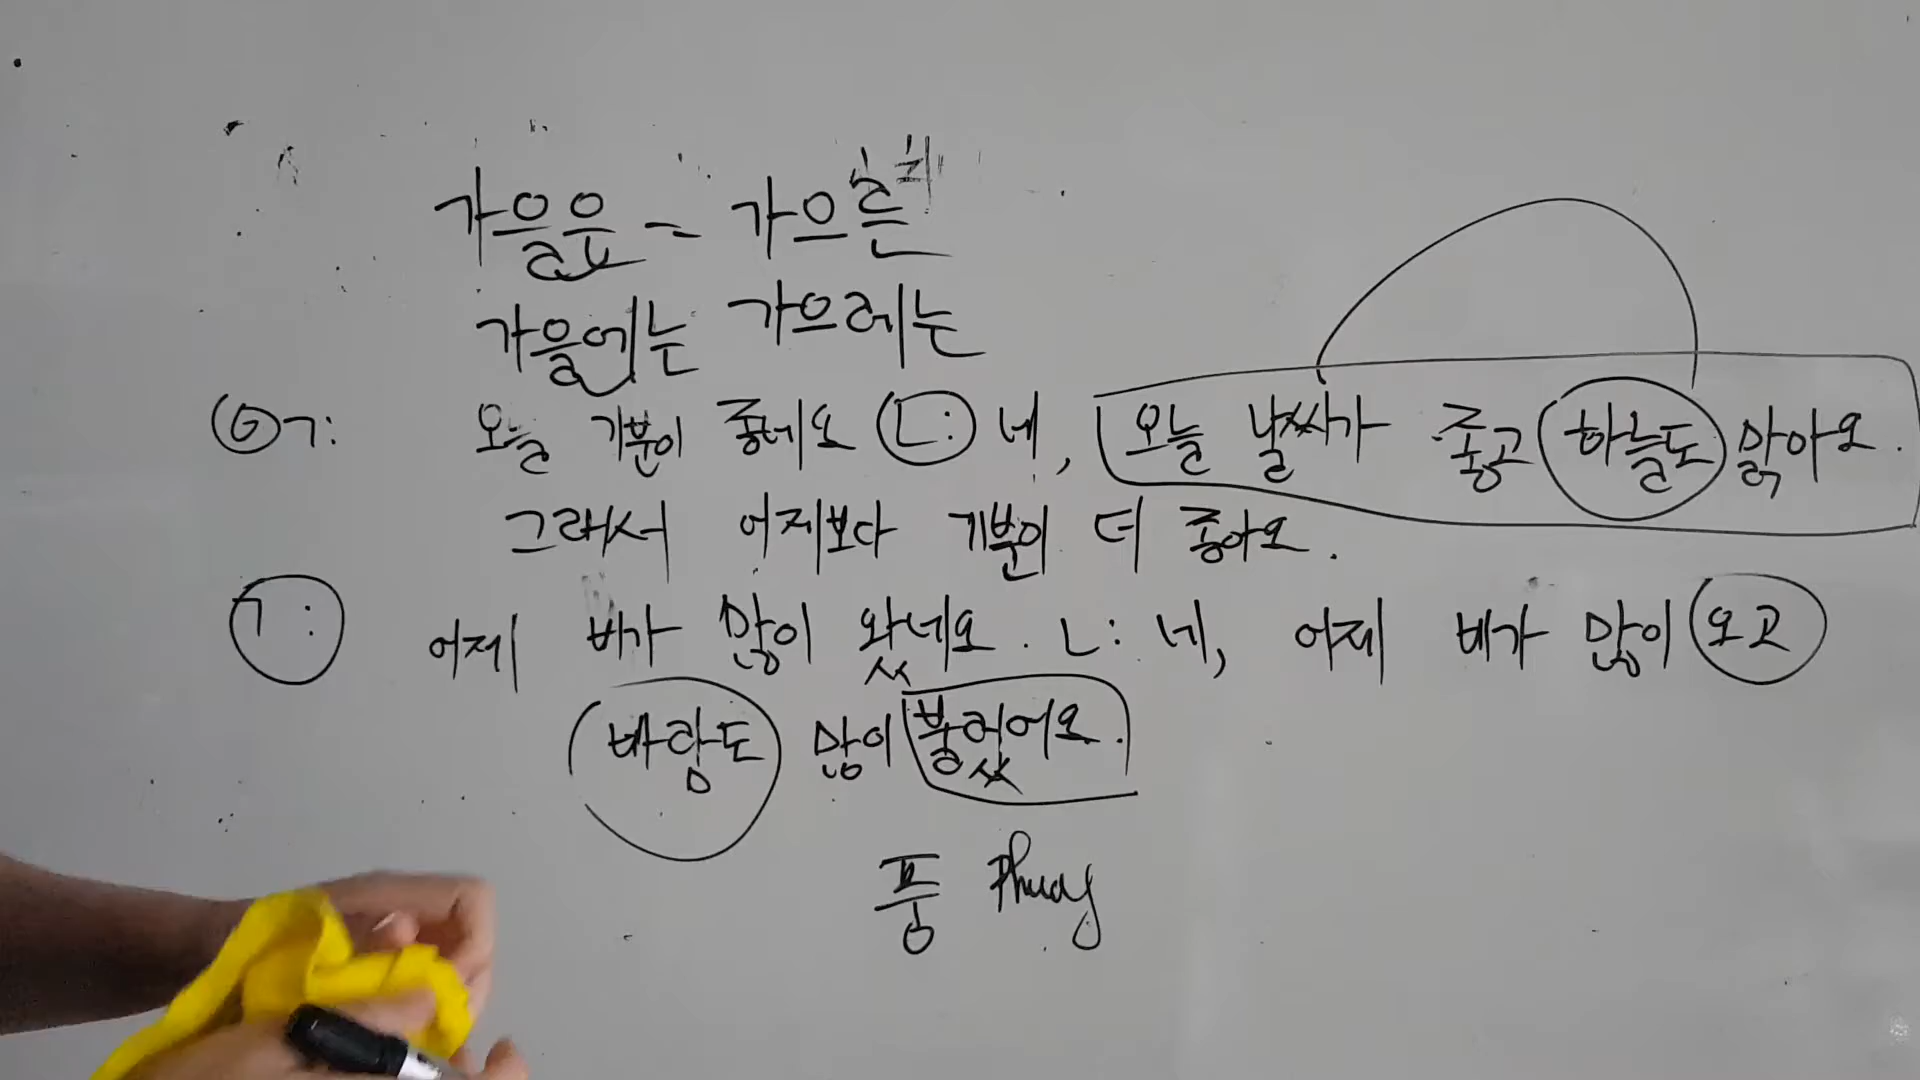 가을은 = 가으른
가을에는 가으레는
⓪ ㄱ: 오늘 기분이 좋네요 ㄴ: 네, 오늘 날씨가 좋고 하늘도 맑아요.
그래서 어제보다 기분이 더 좋아요.
ㄱ: 어제 비가 많이 왔네요. ㄴ: 네, 어제 비가 많이 오고
바람도 많이 불었어요.
풍